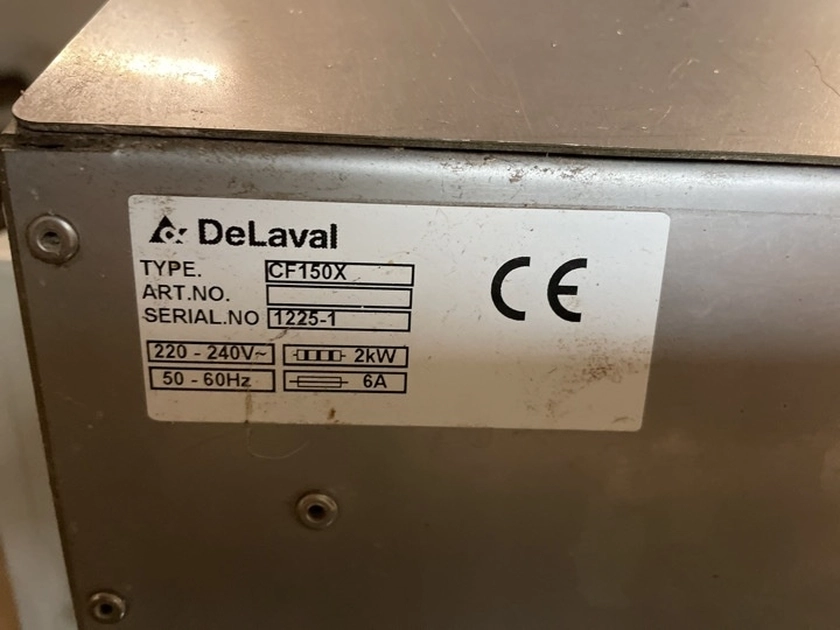 DeLaval
TYPE. CF150X
ART.NO.
SERIAL.NO 1225-1
220 - 240V~ 2kW
50 - 60Hz 6A
CE